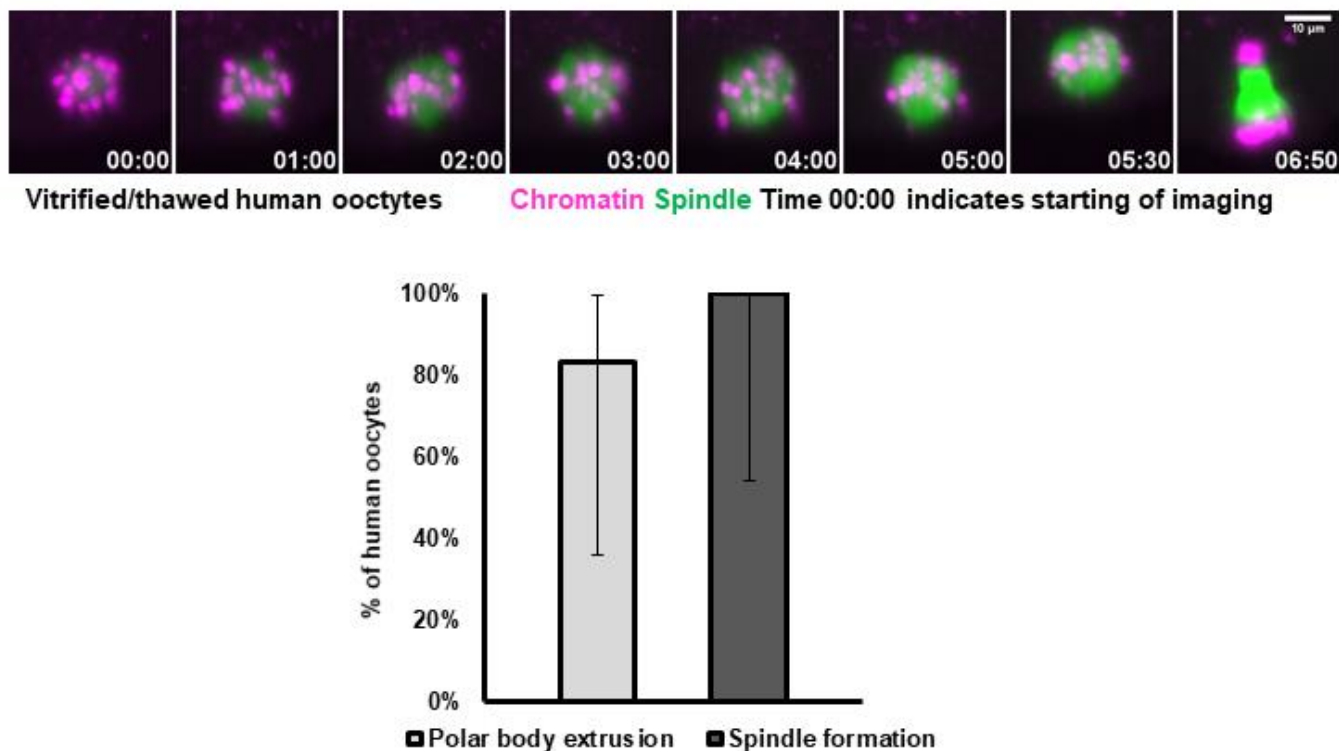 10 µm
00:00 01:00 02:00 03:00 04:00 05:00 05:30 06:50
Vitrified/thawed human ooctytes Chromatin Spindle Time 00:00 indicates starting of imaging
100%
80%
60%
40%
20%
0%
% of human oocytes
Polar body extrusion Spindle formation